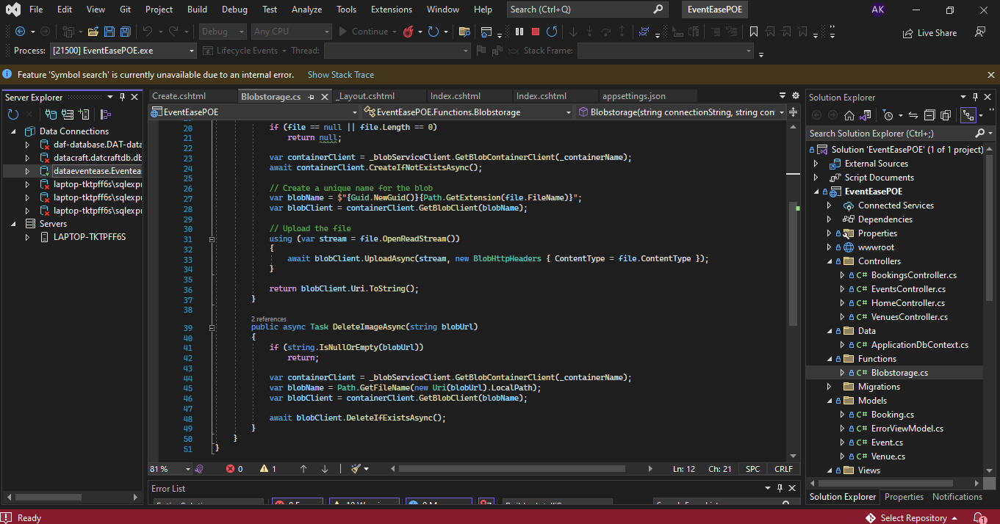 File Edit View Git Project Build Debug Test Analyze Tools Extensions Window Help Search (Ctrl+Q) EventEasePOE AK
Debug Any CPU Continue Live Share
Process: [21500] EventEasePOE.exe Lifecycle Events Thread: Stack Frame:
Feature 'Symbol search' is currently unavailable due to an internal error. Show Stack Trace
Server Explorer
Data Connections
daf-database.DAT-data
datacraft.datcraftdb.db
dataeventease.Eventeas
laptop-tktpff6s\sqlexpr
laptop-tktpff6s\sqlexpr
laptop-tktpff6s\sqlexpr
Servers
LAPTOP-TKTPFF6S
Create.cshtml Blobstorage.cs _Layout.cshtml Index.cshtml Index.cshtml appsettings.json
EventEasePOE EventEasePOE.Functions.Blobstorage Blobstorage(string connectionString, string con
20 if (file == null || file.Length == 0)
21 return null;
22
23 var containerClient = _blobServiceClient.GetBlobContainerClient(_containerName);
24 await containerClient.CreateIfNotExistsAsync();
25
26 // Create a unique name for the blob
27 var blobName = $"{Guid.NewGuid()}{Path.GetExtension(file.FileName)}";
28 var blobClient = containerClient.GetBlobClient(blobName);
29
30 // Upload the file
31 using (var stream = file.OpenReadStream())
32 {
33 await blobClient.UploadAsync(stream, new BlobHttpHeaders { ContentType = file.ContentType });
34 }
35
36 return blobClient.Uri.ToString();
37 }
38
2 references
39 public async Task DeleteImageAsync(string blobUrl)
40 {
41 if (string.IsNullOrEmpty(blobUrl))
42 return;
43
44 var containerClient = _blobServiceClient.GetBlobContainerClient(_containerName);
45 var blobName = Path.GetFileName(new Uri(blobUrl).LocalPath);
46 var blobClient = containerClient.GetBlobClient(blobName);
47
48 await blobClient.DeleteIfExistsAsync();
49 }
50 }
51 }
81 % 0 1 Ln: 12 Ch: 21 SPC CRLF
Error List
Solution Explorer
Search Solution Explorer (Ctrl+;)
Solution 'EventEasePOE' (1 of 1 project)
External Sources
Script Documents
EventEasePOE
Connected Services
Dependencies
Properties
wwwroot
Controllers
C# BookingsController.cs
C# EventsController.cs
C# HomeController.cs
C# VenuesController.cs
Data
C# ApplicationDbContext.cs
Functions
C# Blobstorage.cs
Migrations
Models
C# Booking.cs
C# ErrorViewModel.cs
C# Event.cs
C# Venue.cs
Views
Solution Explorer Properties Notifications
Ready Select Repository 1